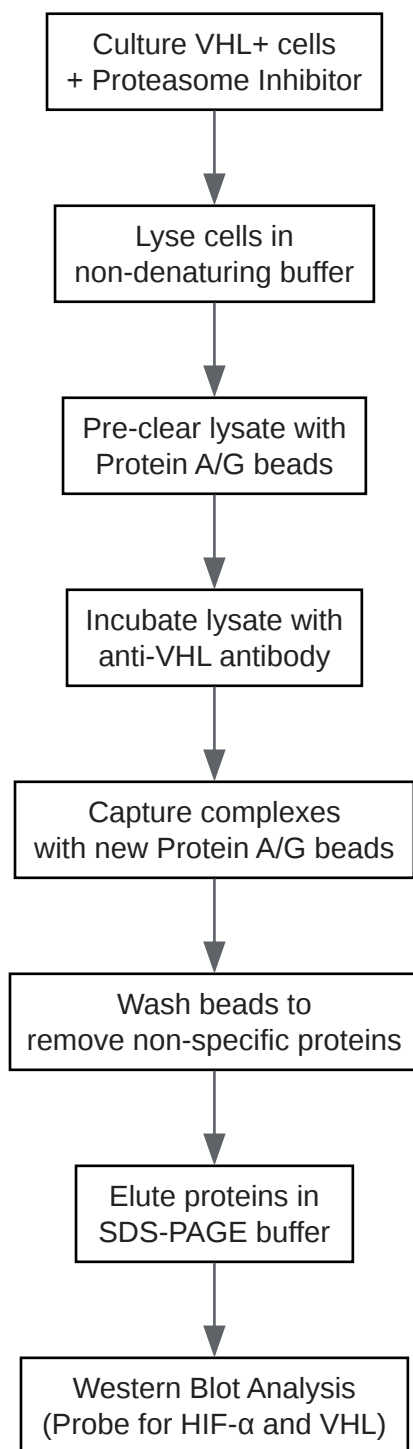 Culture VHL+ cells
+ Proteasome Inhibitor
Lyse cells in
non-denaturing buffer
Pre-clear lysate with
Protein A/G beads
Incubate lysate with
anti-VHL antibody
Capture complexes
with new Protein A/G beads
Wash beads to
remove non-specific proteins
Elute proteins in
SDS-PAGE buffer
Western Blot Analysis
(Probe for HIF-α and VHL)